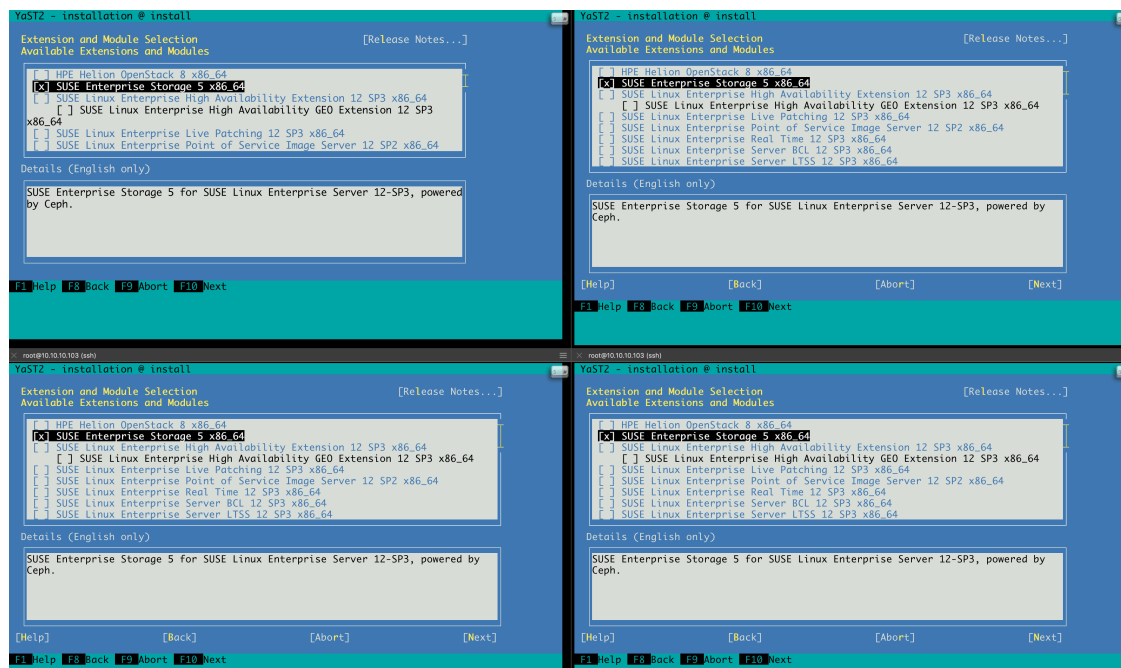 YaST2 - installation @ install
Extension and Module Selection [Release Notes...]
Available Extensions and Modules
[ ] HPE Helion OpenStack 8 x86_64
[x] SUSE Enterprise Storage 5 x86_64
[ ] SUSE Linux Enterprise High Availability Extension 12 SP3 x86_64
[ ] SUSE Linux Enterprise High Availability GEO Extension 12 SP3
x86_64
[ ] SUSE Linux Enterprise Live Patching 12 SP3 x86_64
[ ] SUSE Linux Enterprise Point of Service Image Server 12 SP2 x86_64
Details (English only)
SUSE Enterprise Storage 5 for SUSE Linux Enterprise Server 12-SP3, powered
by Ceph.
F1 Help F8 Back F9 Abort F10 Next
YaST2 - installation @ install
Extension and Module Selection [Release Notes...]
Available Extensions and Modules
[ ] HPE Helion OpenStack 8 x86_64
[x] SUSE Enterprise Storage 5 x86_64
[ ] SUSE Linux Enterprise High Availability Extension 12 SP3 x86_64
[ ] SUSE Linux Enterprise High Availability GEO Extension 12 SP3 x86_64
[ ] SUSE Linux Enterprise Live Patching 12 SP3 x86_64
[ ] SUSE Linux Enterprise Point of Service Image Server 12 SP2 x86_64
[ ] SUSE Linux Enterprise Real Time 12 SP3 x86_64
[ ] SUSE Linux Enterprise Server BCL 12 SP3 x86_64
[ ] SUSE Linux Enterprise Server LTSS 12 SP3 x86_64
Details (English only)
SUSE Enterprise Storage 5 for SUSE Linux Enterprise Server 12-SP3, powered by
Ceph.
[Help] [Back] [Abort] [Next]
F1 Help F8 Back F9 Abort F10 Next
root@10.10.10.103 (ssh)
YaST2 - installation @ install
Extension and Module Selection [Release Notes...]
Available Extensions and Modules
[ ] HPE Helion OpenStack 8 x86_64
[x] SUSE Enterprise Storage 5 x86_64
[ ] SUSE Linux Enterprise High Availability Extension 12 SP3 x86_64
[ ] SUSE Linux Enterprise High Availability GEO Extension 12 SP3 x86_64
[ ] SUSE Linux Enterprise Live Patching 12 SP3 x86_64
[ ] SUSE Linux Enterprise Point of Service Image Server 12 SP2 x86_64
[ ] SUSE Linux Enterprise Real Time 12 SP3 x86_64
[ ] SUSE Linux Enterprise Server BCL 12 SP3 x86_64
[ ] SUSE Linux Enterprise Server LTSS 12 SP3 x86_64
Details (English only)
SUSE Enterprise Storage 5 for SUSE Linux Enterprise Server 12-SP3, powered by
Ceph.
[Help] [Back] [Abort] [Next]
F1 Help F8 Back F9 Abort F10 Next
root@10.10.10.103 (ssh)
YaST2 - installation @ install
Extension and Module Selection [Release Notes...]
Available Extensions and Modules
[ ] HPE Helion OpenStack 8 x86_64
[x] SUSE Enterprise Storage 5 x86_64
[ ] SUSE Linux Enterprise High Availability Extension 12 SP3 x86_64
[ ] SUSE Linux Enterprise High Availability GEO Extension 12 SP3 x86_64
[ ] SUSE Linux Enterprise Live Patching 12 SP3 x86_64
[ ] SUSE Linux Enterprise Point of Service Image Server 12 SP2 x86_64
[ ] SUSE Linux Enterprise Real Time 12 SP3 x86_64
[ ] SUSE Linux Enterprise Server BCL 12 SP3 x86_64
[ ] SUSE Linux Enterprise Server LTSS 12 SP3 x86_64
Details (English only)
SUSE Enterprise Storage 5 for SUSE Linux Enterprise Server 12-SP3, powered by
Ceph.
[Help] [Back] [Abort] [Next]
F1 Help F8 Back F9 Abort F10 Next